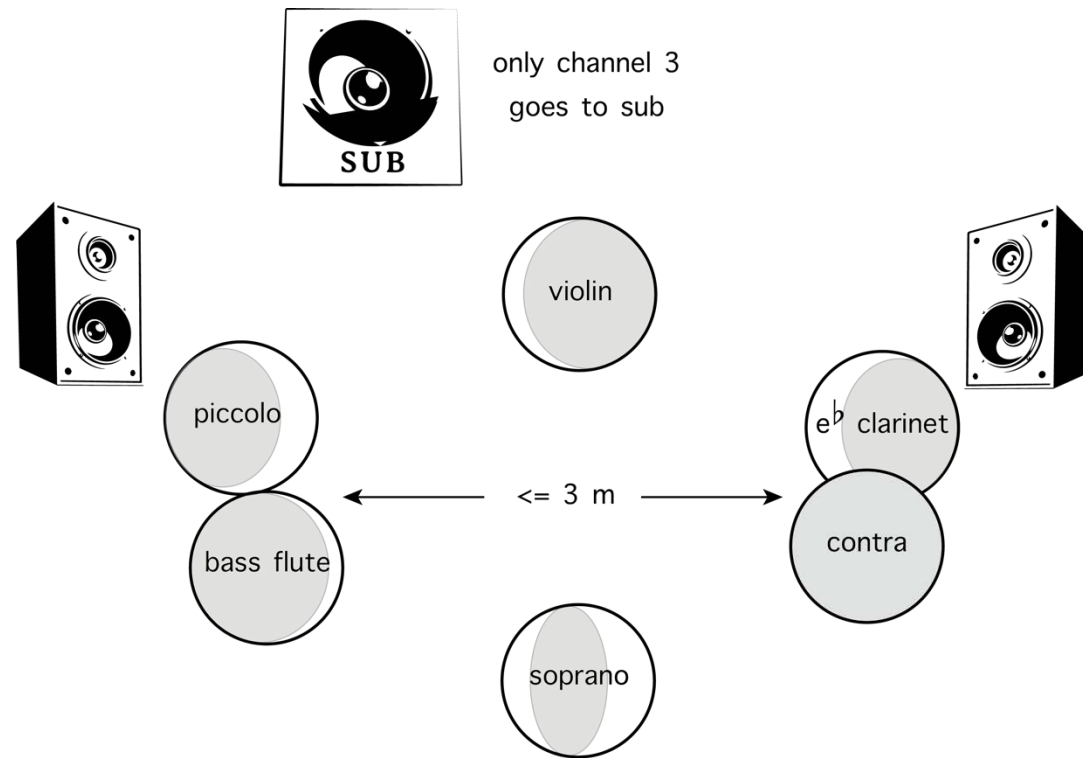 only channel 3
goes to sub
SUB
violin
piccolo
e♭ clarinet
<= 3 m
contra
bass flute
soprano